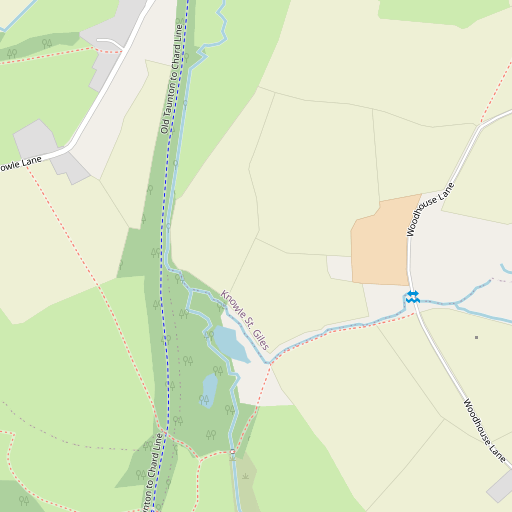 Old Taunton to Chard Line
owle Lane
Woodhouse Lane
Knowle St. Giles
Woodhouse Lane
unton to Chard Line